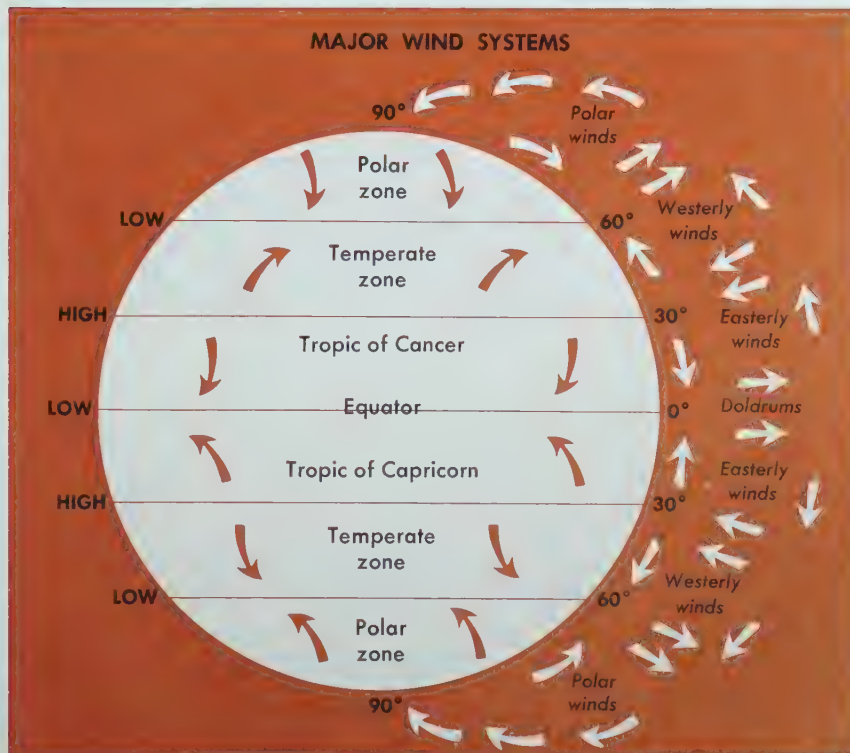 MAJOR WIND SYSTEMS
90°
Polar
winds
Polar
zone
LOW
60°
Westerly
winds
Temperate
zone
HIGH
30°
Easterly
winds
Tropic of Cancer
LOW
Equator
0°
Doldrums
Tropic of Capricorn
Easterly
winds
HIGH
30°
Temperate
zone
Westerly
winds
LOW
60°
Polar
zone
Polar
winds
90°